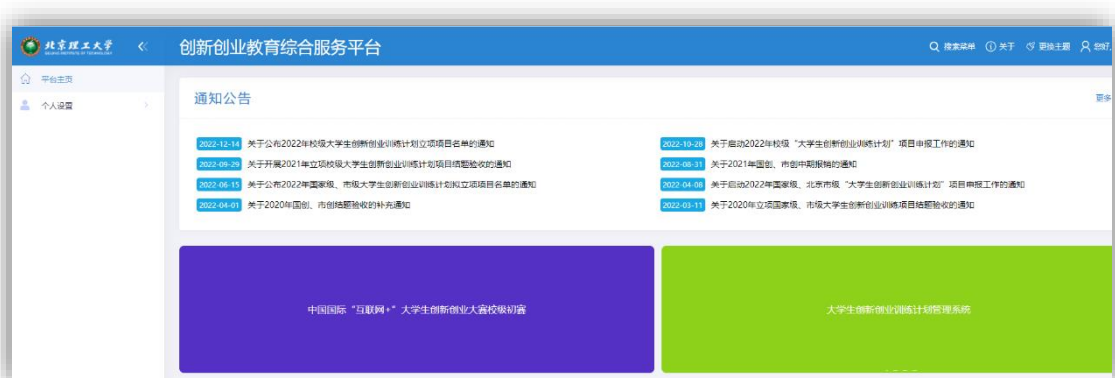 北京理工大学
创新创业教育综合服务平台
搜索菜单 关于 更换主题 您好,
平台主页
个人设置
通知公告
更多
2022-12-14 关于公布2022年校级大学生创新创业训练计划立项项目名单的通知
2022-10-28 关于启动2022年校级“大学生创新创业训练计划”项目申报工作的通知
2022-09-29 关于开展2021年立项校级大学生创新创业训练计划项目结题验收的通知
2022-08-31 关于2021年国创、市创中期报销的通知
2022-06-15 关于公布2022年国家级、市级大学生创新创业训练计划拟立项项目名单的通知
2022-04-08 关于启动2022年国家级、北京市级“大学生创新创业训练计划”项目申报工作的通知
2022-04-01 关于2020年国创、市创结题验收的补充通知
2022-03-11 关于2020年立项国家级、市级大学生创新创业训练项目结题验收的通知
中国国际“互联网+”大学生创新创业大赛校级初赛
大学生创新创业训练计划管理系统